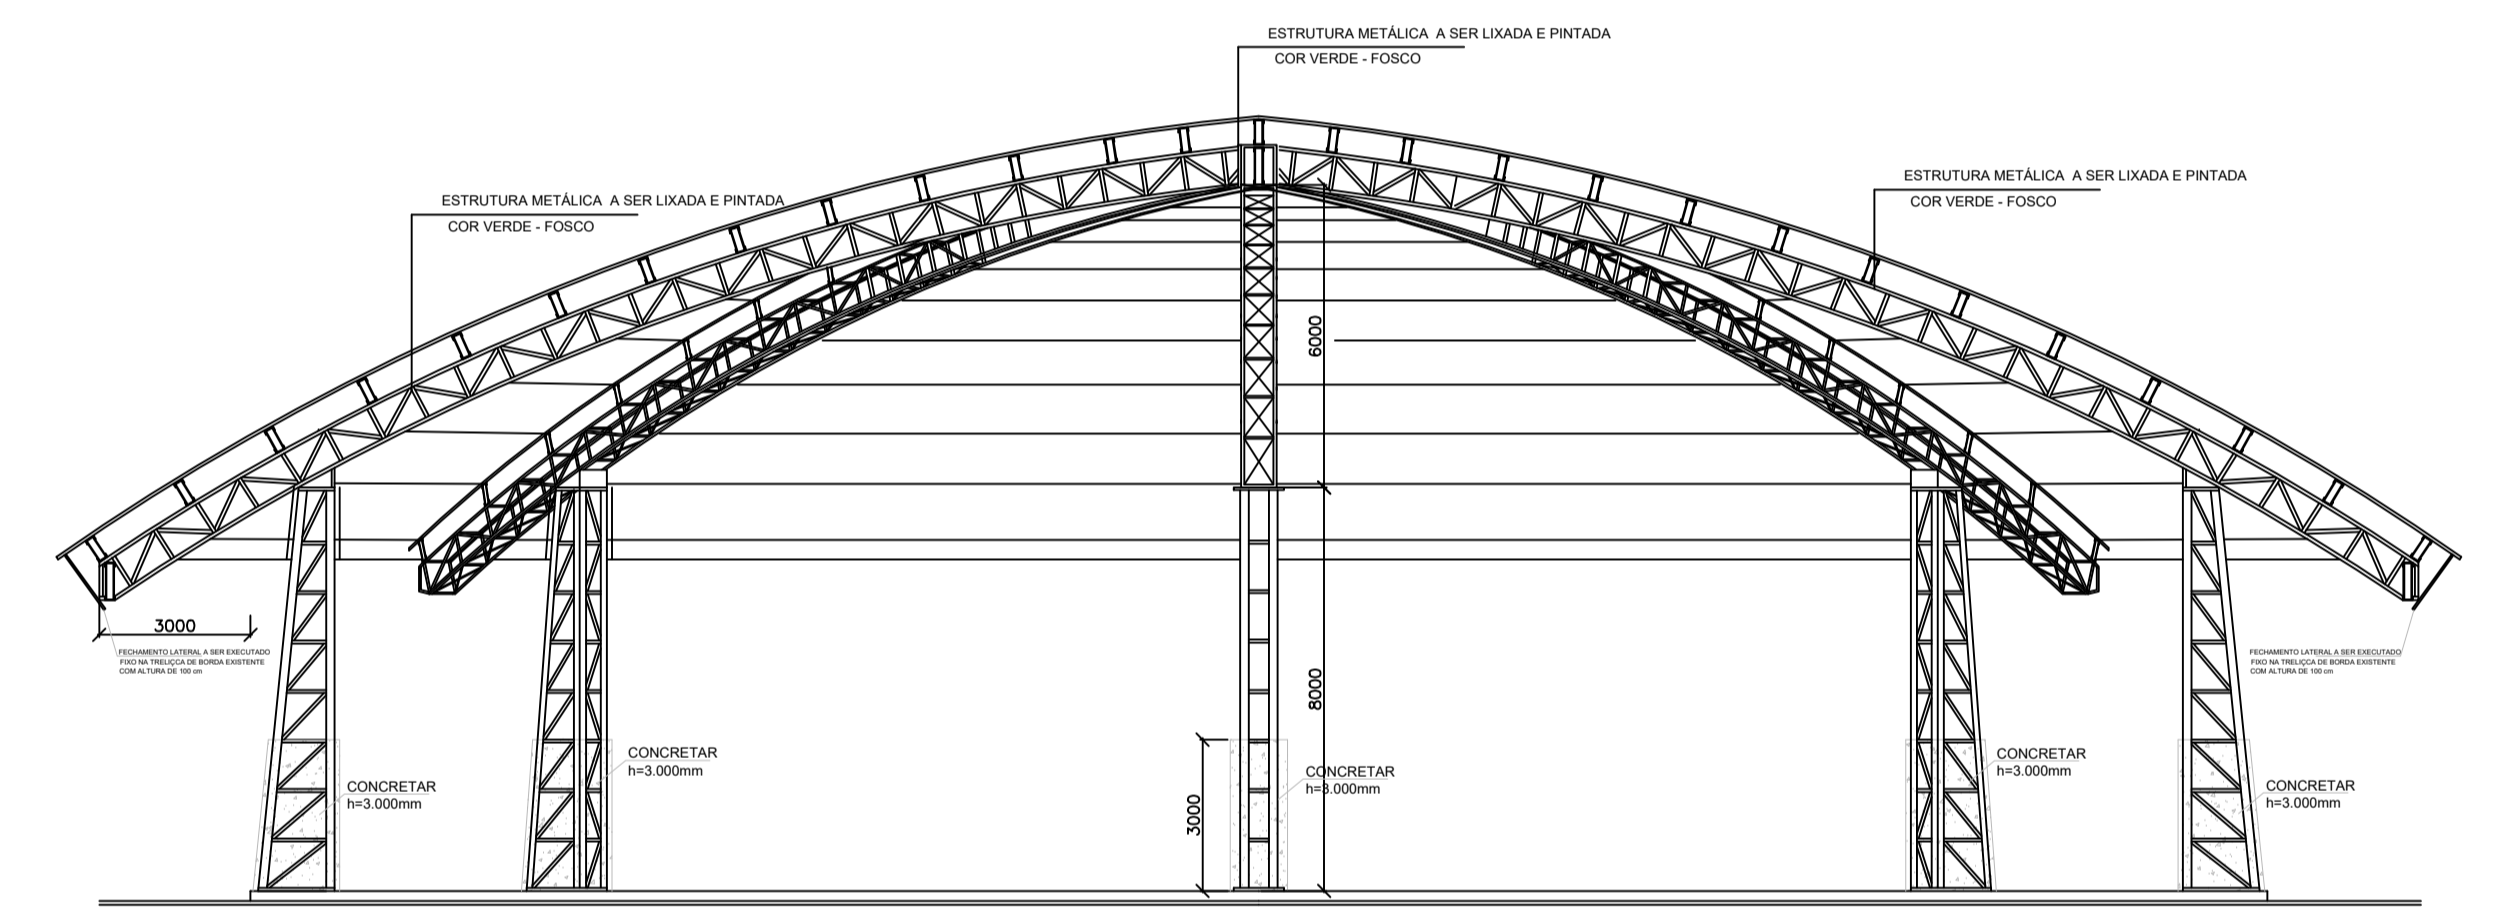 ESTRUTURA METÁLICA  A SER LIXADA E PINTADA
COR VERDE - FOSCO
ESTRUTURA METÁLICA  A SER LIXADA E PINTADA
COR VERDE - FOSCO
ESTRUTURA METÁLICA  A SER LIXADA E PINTADA
COR VERDE - FOSCO
6000
3000
FECHAMENTO LATERAL A SER EXECUTADO
FIXO NA TRELIÇCA DE BORDA EXISTENTE
COM ALTURA DE 100 cm
FECHAMENTO LATERAL A SER EXECUTADO
FIXO NA TRELIÇCA DE BORDA EXISTENTE
COM ALTURA DE 100 cm
8000
CONCRETAR
h=3.000mm
CONCRETAR
h=3.000mm
3000
CONCRETAR
h=3.000mm
CONCRETAR
h=3.000mm
CONCRETAR
h=3.000mm